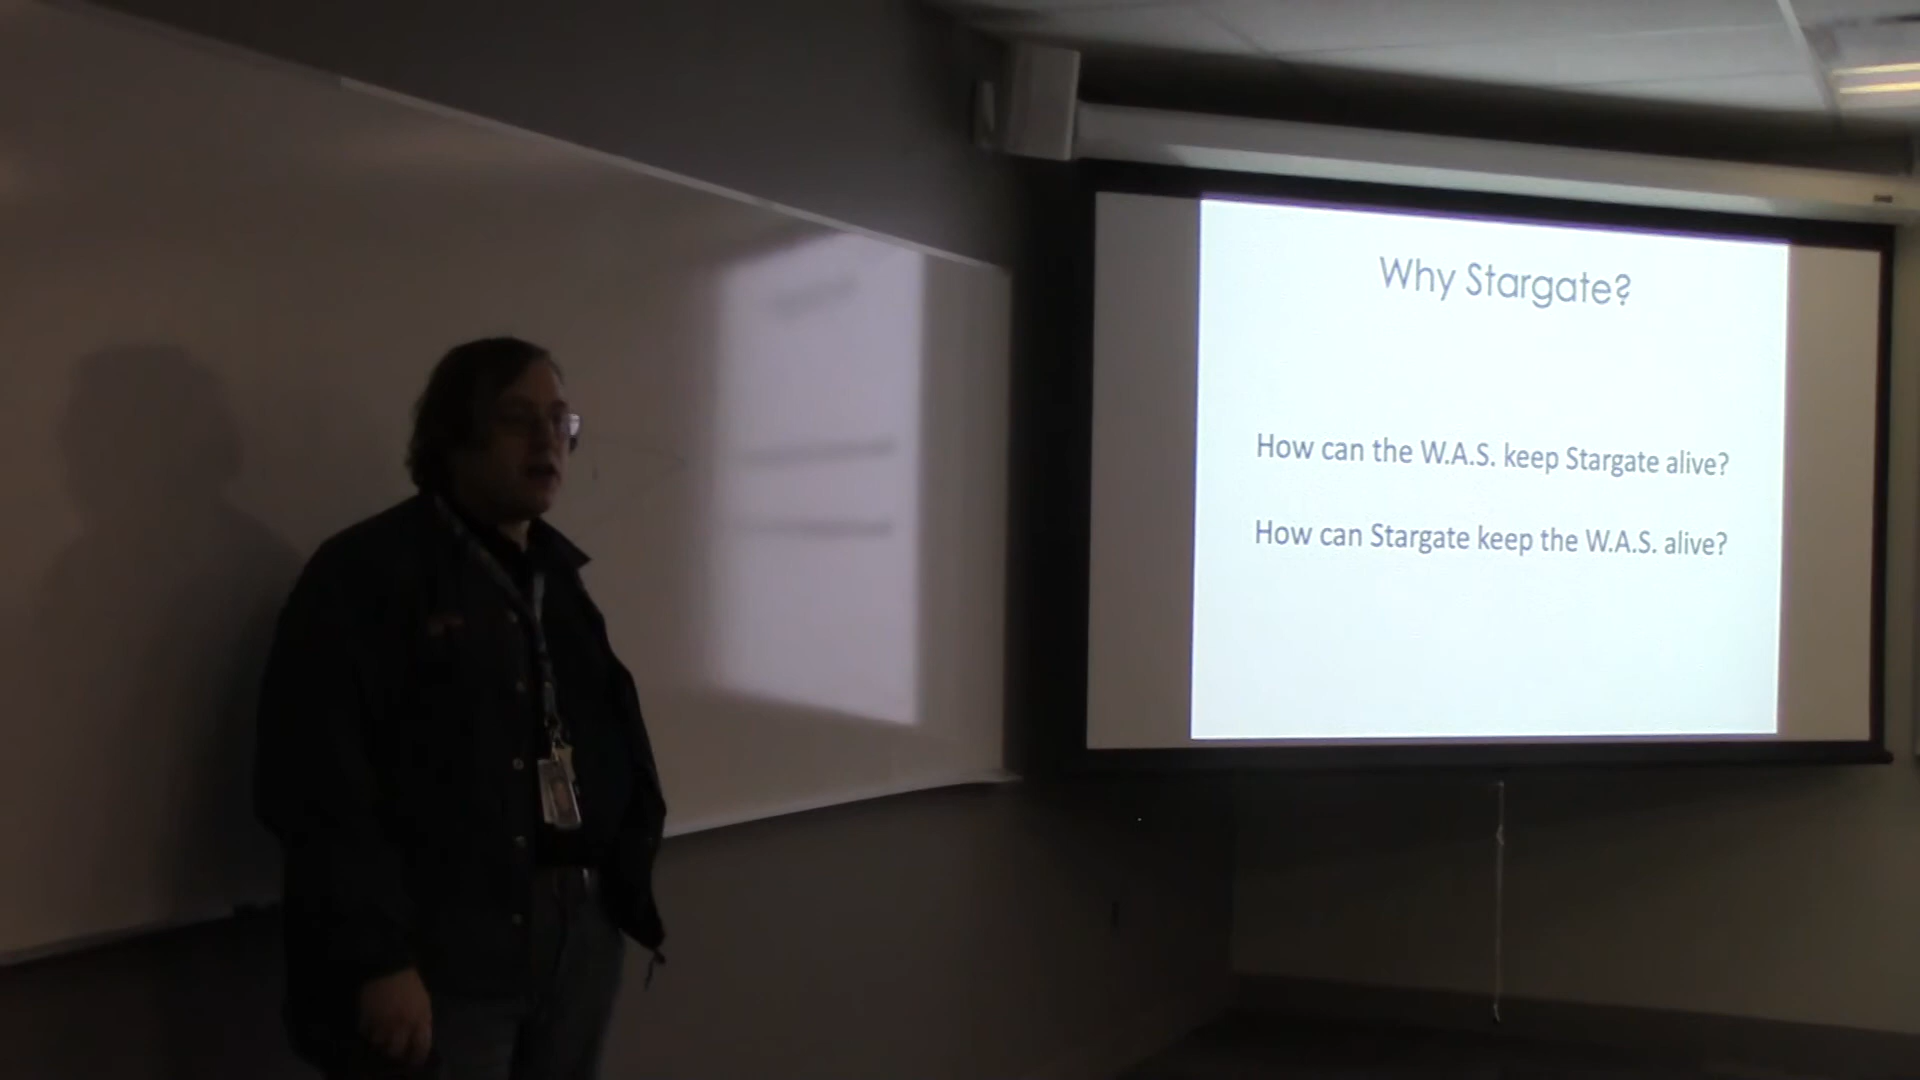 Why Stargate?
How can the W.A.S. keep Stargate alive?
How can Stargate keep the W.A.S. alive?